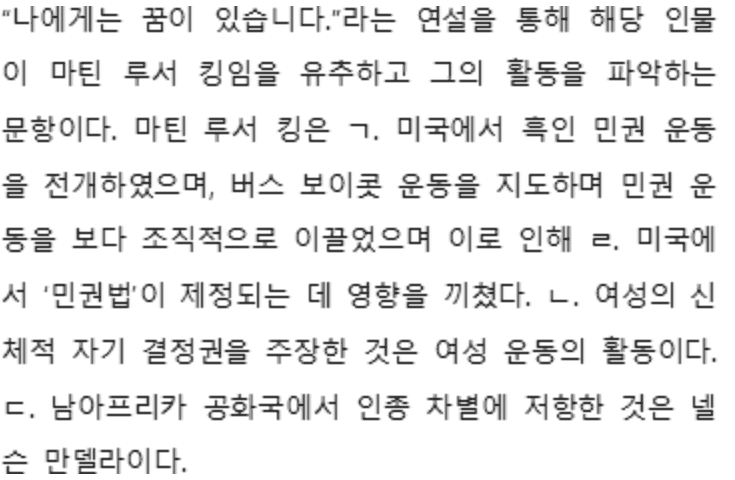 “나에게는 꿈이 있습니다.”라는 연설을 통해 해당 인물
이 마틴 루서 킹임을 유추하고 그의 활동을 파악하는
문항이다. 마틴 루서 킹은 ㄱ. 미국에서 흑인 민권 운동
을 전개하였으며, 버스 보이콧 운동을 지도하며 민권 운
동을 보다 조직적으로 이끌었으며 이로 인해 ㄹ. 미국에
서 ‘민권법’이 제정되는 데 영향을 끼쳤다. ㄴ. 여성의 신
체적 자기 결정권을 주장한 것은 여성 운동의 활동이다.
ㄷ. 남아프리카 공화국에서 인종 차별에 저항한 것은 넬
슨 만델라이다.